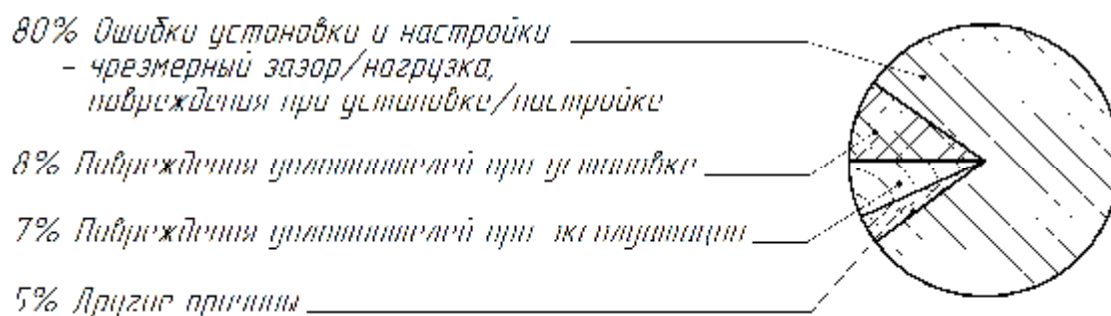 80% Ошибки установки и настройки
- чрезмерный зазор/нагрузка,
повреждения при установке/настройке
8% Повреждения уплотнителей при установке
7% Повреждения уплотнителей при эксплуатации
5% Другие причины